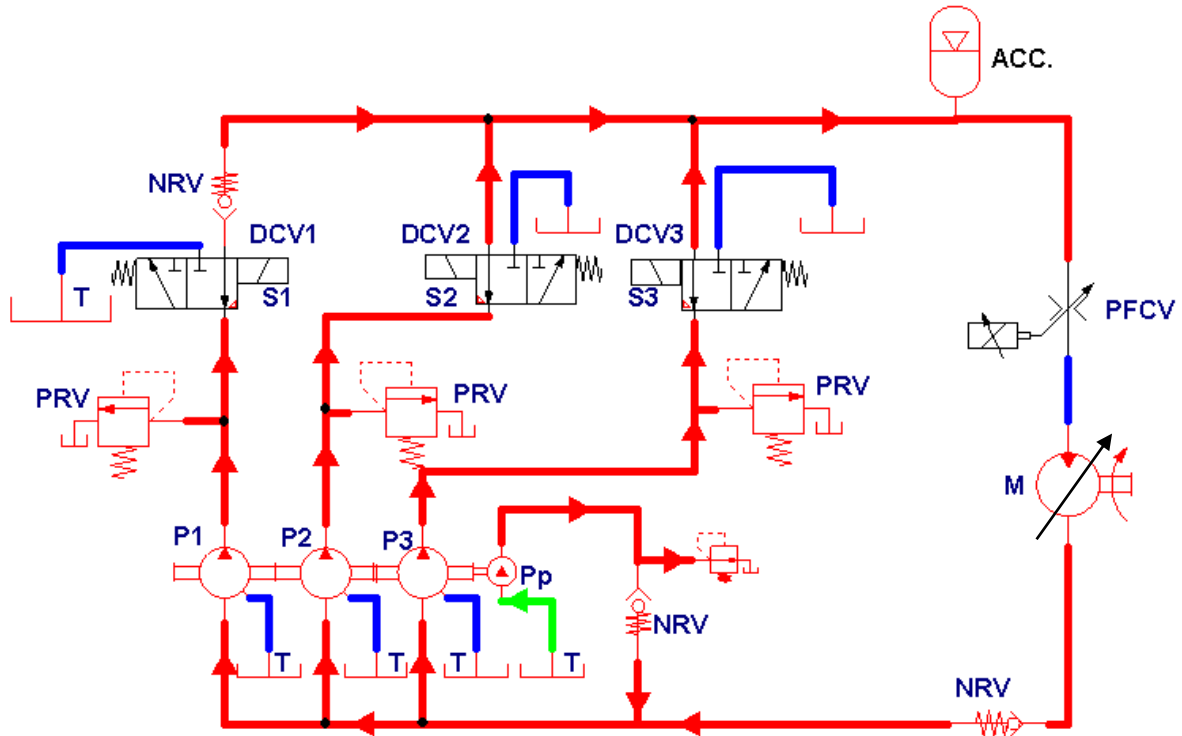 ACC.
NRV
DCV1
DCV2
DCV3
T
S1
S2
S3
PFCV
PRV
PRV
PRV
M
P1
P2
P3
Pp
NRV
T
T
T
T
NRV